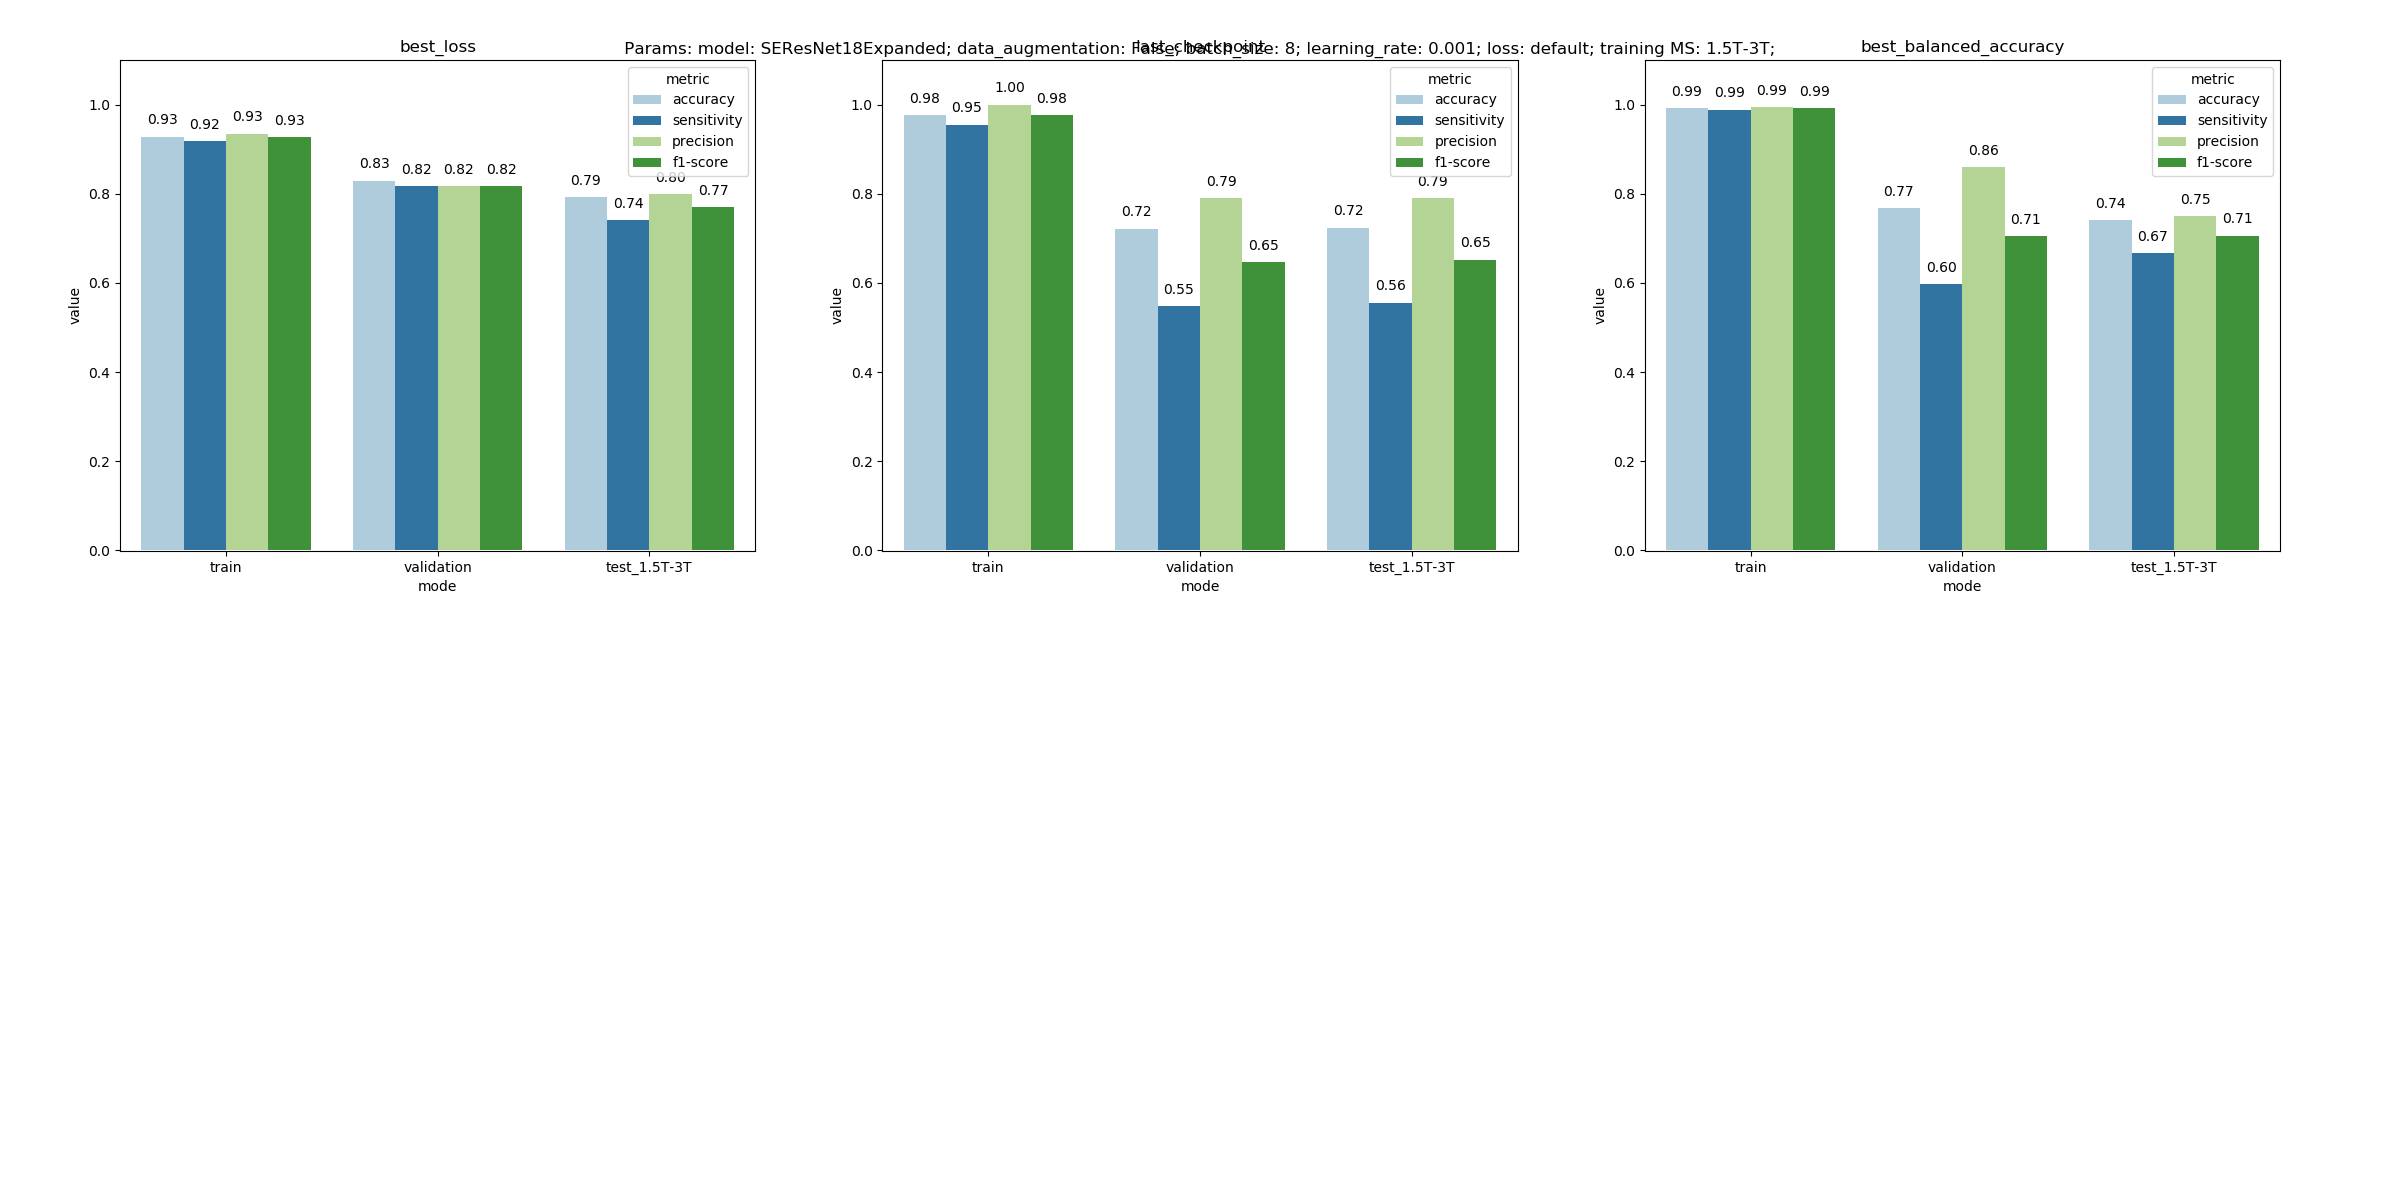 best_loss
Params: model: SEResNet18Expanded; data_augmentation: False; batch_size: 8; learning_rate: 0.001; loss: default; training MS: 1.5T-3T;
last_checkpoint
best_balanced_accuracy
metric
accuracy
sensitivity
precision
f1-score
0.93 0.92 0.93 0.93
0.83 0.82 0.82 0.82
0.79 0.74 0.80 0.77
1.0
0.8
0.6
0.4
0.2
0.0
value
train validation test_1.5T-3T
mode
metric
accuracy
sensitivity
precision
f1-score
0.98 0.95 1.00 0.98
0.72 0.55 0.79 0.65
0.72 0.56 0.79 0.65
1.0
0.8
0.6
0.4
0.2
0.0
value
train validation test_1.5T-3T
mode
metric
accuracy
sensitivity
precision
f1-score
0.99 0.99 0.99 0.99
0.77 0.60 0.86 0.71
0.74 0.67 0.75 0.71
1.0
0.8
0.6
0.4
0.2
0.0
value
train validation test_1.5T-3T
mode